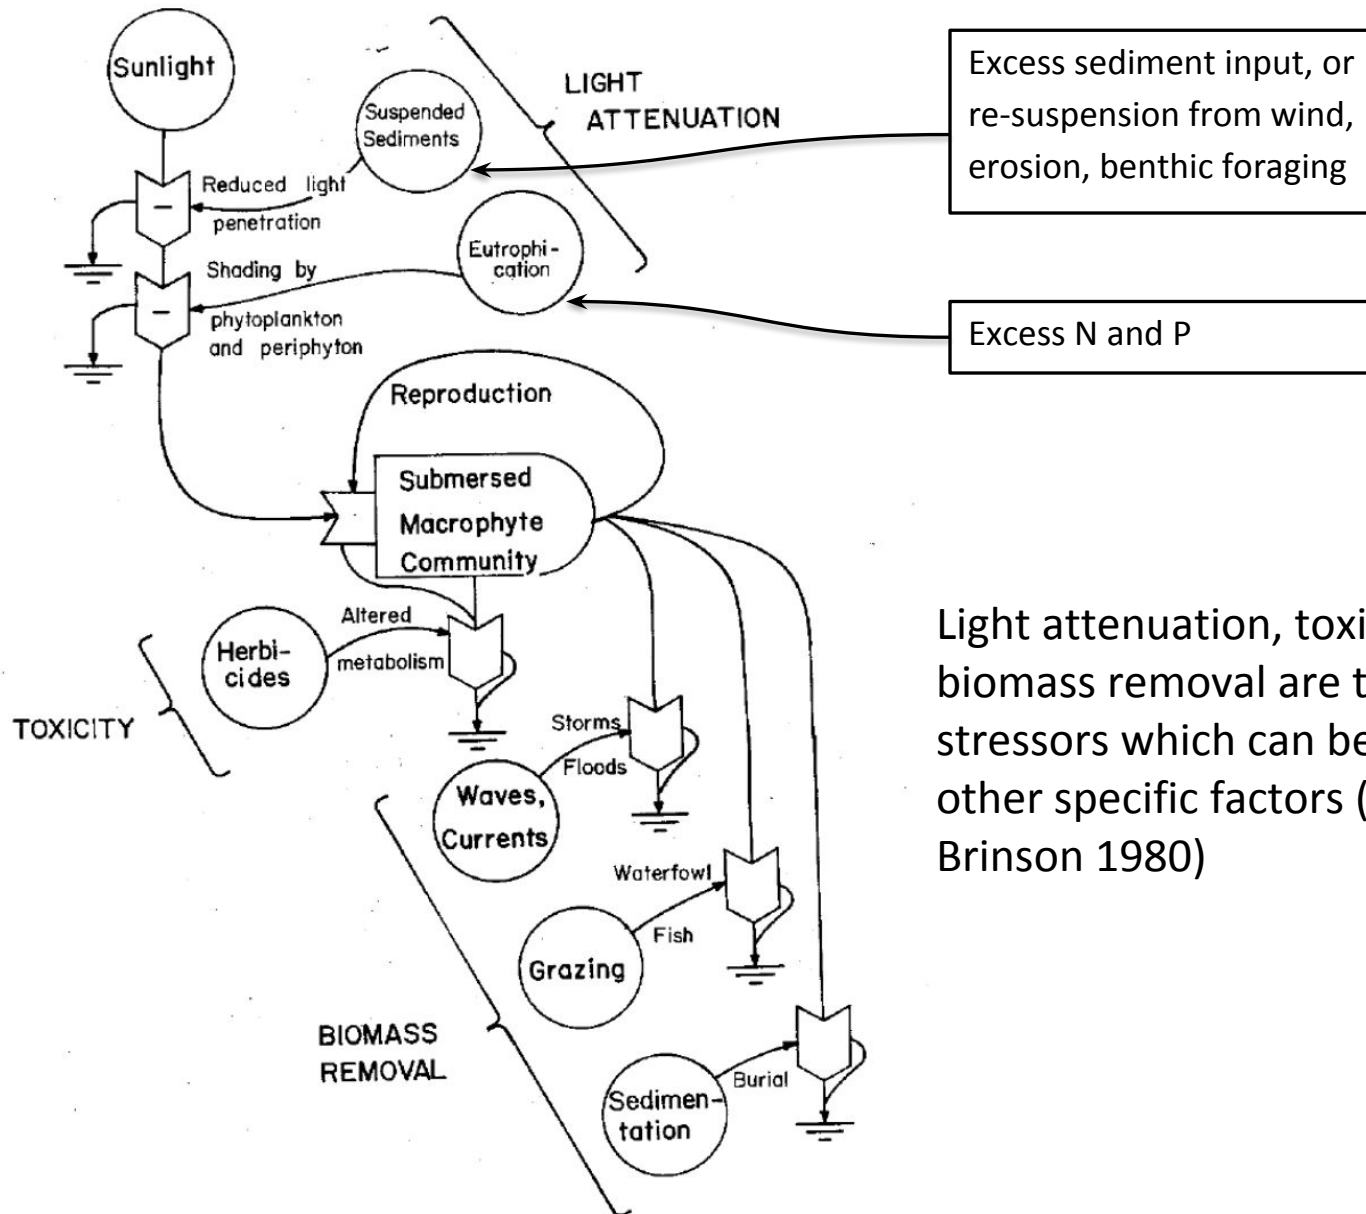 Sunlight
Suspended
Sediments
LIGHT
ATTENUATION
Excess sediment input, or
re-suspension from wind,
erosion, benthic foraging
Reduced light
penetration
Eutrophi-
cation
Shading by
phytoplankton
and periphyton
Excess N and P
Reproduction
Submersed
Macrophyte
Community
Altered
metabolism
Herbi-
cides
TOXICITY
Light attenuation,
biomass removal are
stressors which can
other specific factors (
Brinson 1980)
Storms
Floods
Waves,
Currents
Waterfowl
Fish
Grazing
BIOMASS
REMOVAL
Burial
Sedimen-
tation